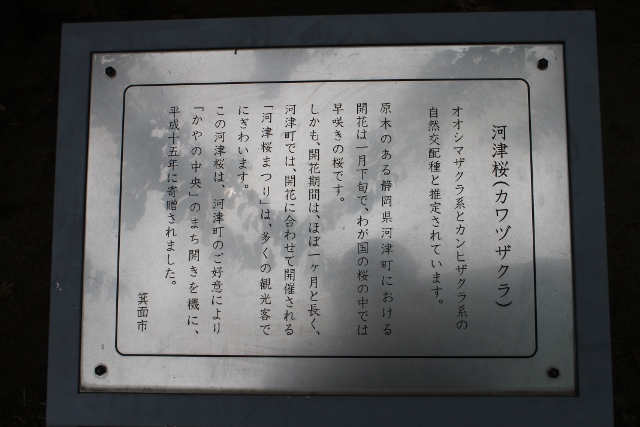 河津桜(カワヅザクラ)
オオシマザクラ系とカンヒザクラ系の
自然交配種と推定されています。
原木のある静岡県河津町における
開花は一月下旬で、わが国の桜の中では
早咲きの桜です。
しかも、開花期間は、ほぼ一ヶ月と長く、
河津町では、開花に合わせて開催される
「河津桜まつり」は、多くの観光客で
にぎわいます。
この河津桜は、河津町のご好意により
「かやの中央」のまち開きを機に、
平成十五年に寄贈されました。
箕面市